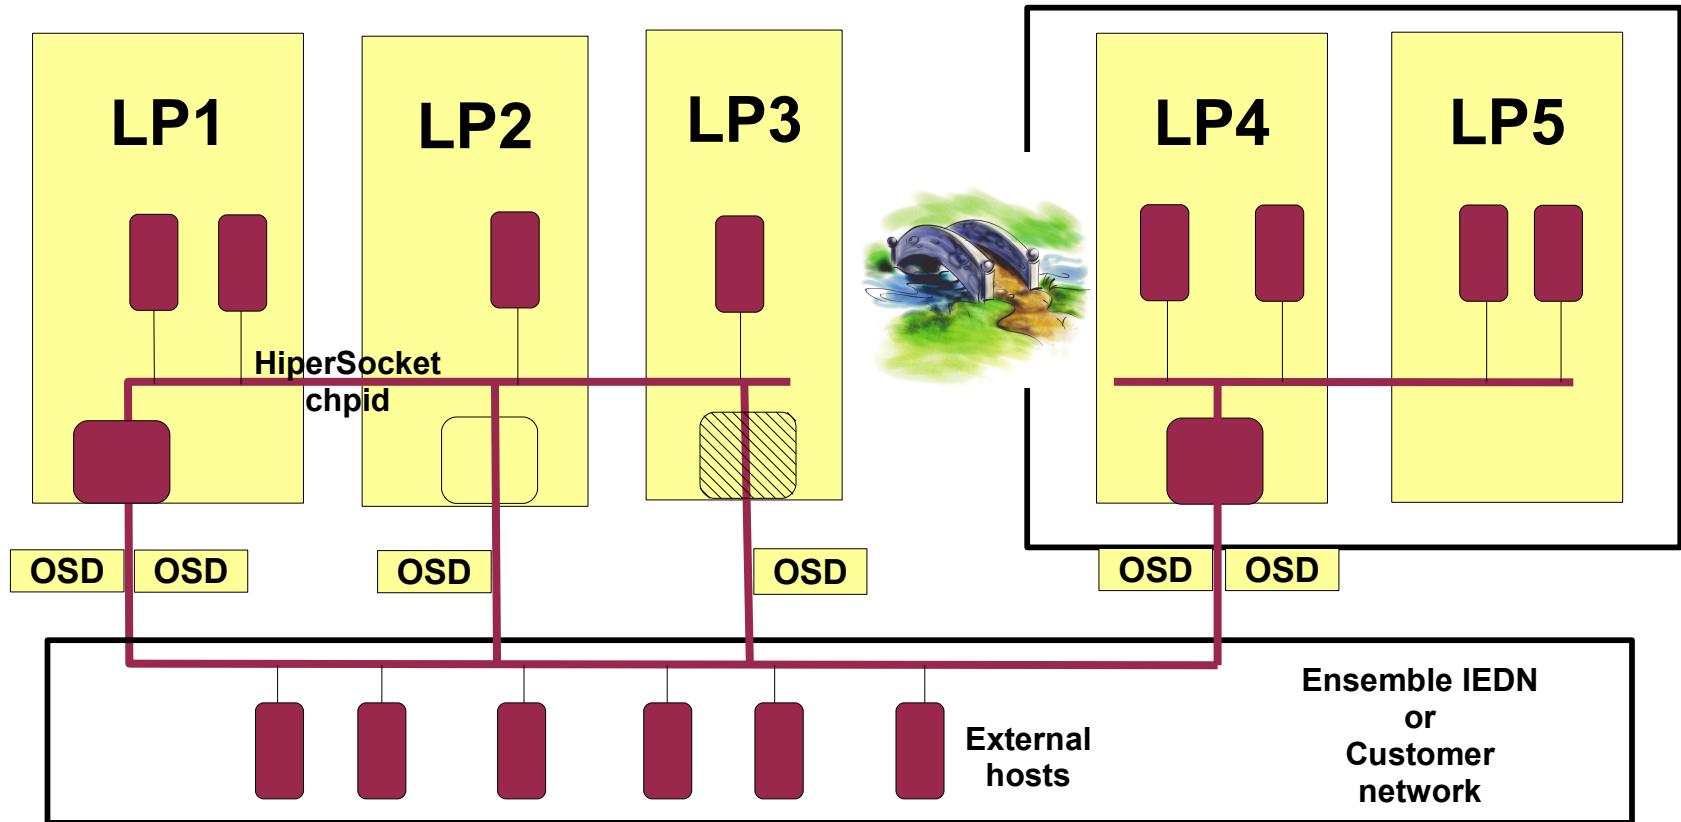 LP1
LP2
LP3
LP4
LP5
HiperSocket
chpid
OSD
OSD
OSD
OSD
OSD
OSD
External
hosts
Ensemble IEDN
or
Customer
network